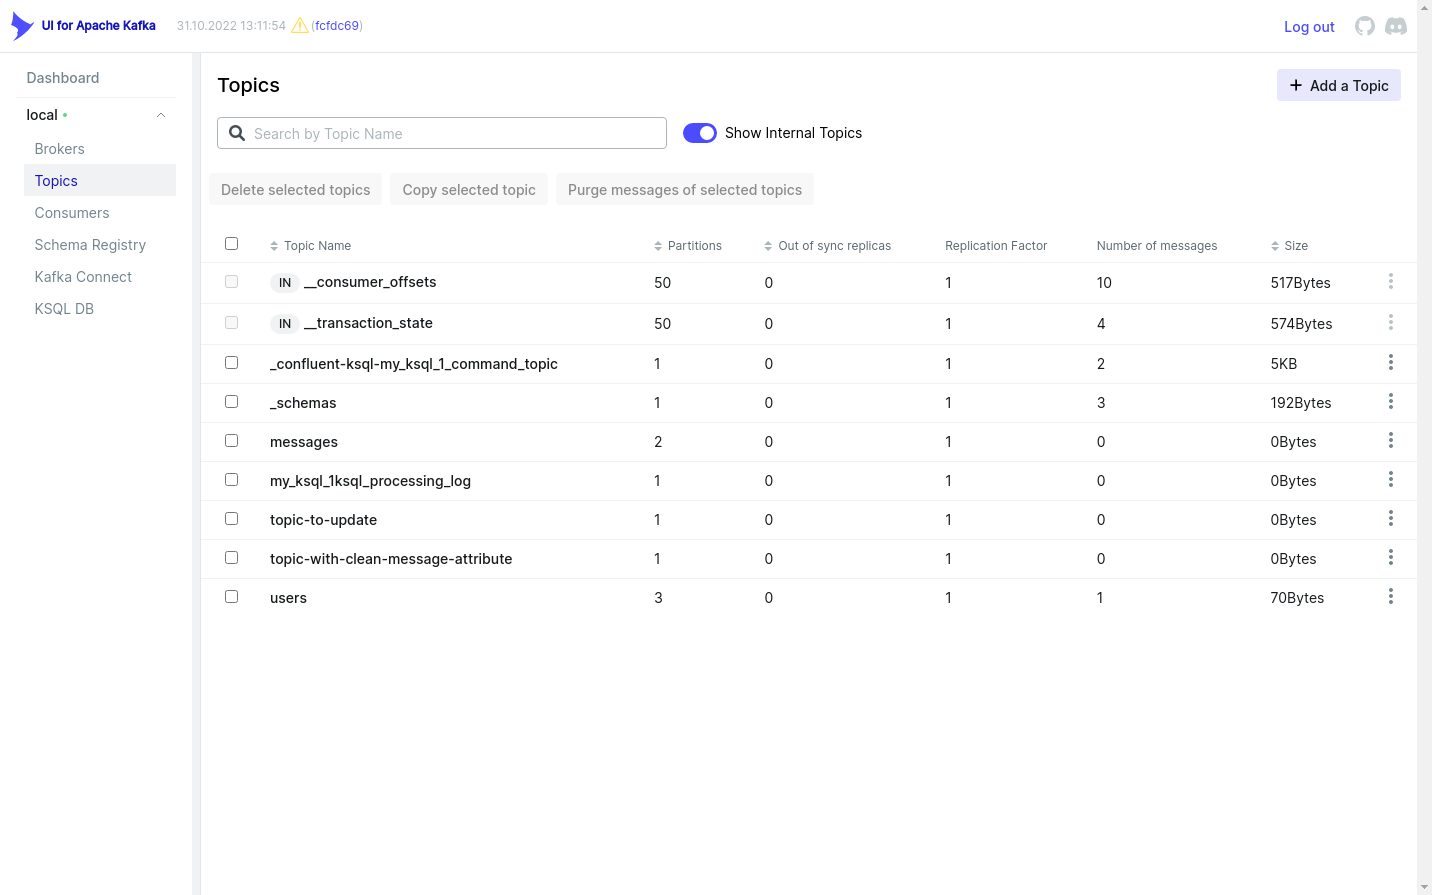 UI for Apache Kafka 31.10.2022 13:11:54 (fcfdc69) Log out
Dashboard
local
Brokers
Topics
Consumers
Schema Registry
Kafka Connect
KSQL DB
Topics
Add a Topic
Search by Topic Name
Show Internal Topics
Delete selected topics Copy selected topic Purge messages of selected topics
Topic Name Partitions Out of sync replicas Replication Factor Number of messages Size
IN __consumer_offsets 50 0 1 10 517Bytes
IN __transaction_state 50 0 1 4 574Bytes
_confluent-ksql-my_ksql_1_command_topic 1 0 1 2 5KB
_schemas 1 0 1 3 192Bytes
messages 2 0 1 0 0Bytes
my_ksql_1ksql_processing_log 1 0 1 0 0Bytes
topic-to-update 1 0 1 0 0Bytes
topic-with-clean-message-attribute 1 0 1 0 0Bytes
users 3 0 1 1 70Bytes